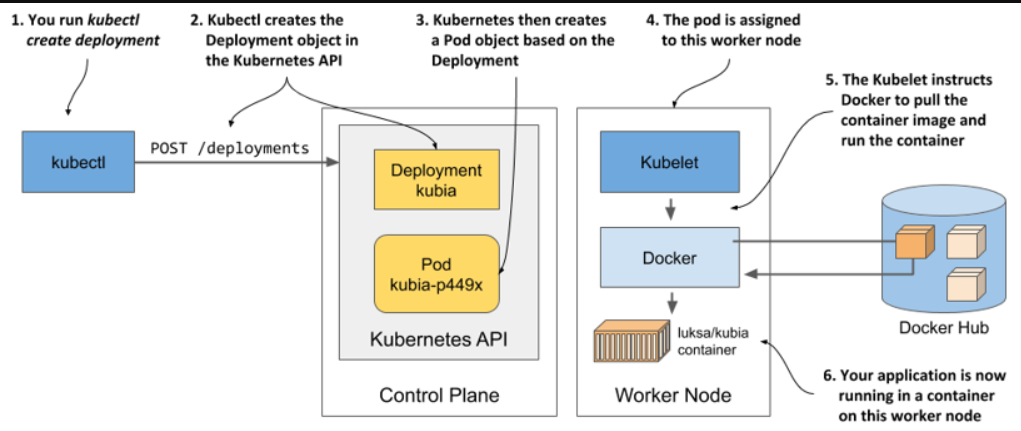 1. You run kubectl
create deployment
2. Kubectl creates the
Deployment object in
the Kubernetes API
3. Kubernetes then creates
a Pod object based on the
Deployment
4. The pod is assigned
to this worker node
5. The Kubelet instructs
Docker to pull the
container image and
run the container
kubectl
POST /deployments
Deployment
kubia
Pod
kubia-p449x
Kubernetes API
Control Plane
Kubelet
Docker
luksa/kubia
container
Worker Node
Docker Hub
6. Your application is now
running in a container
on this worker node